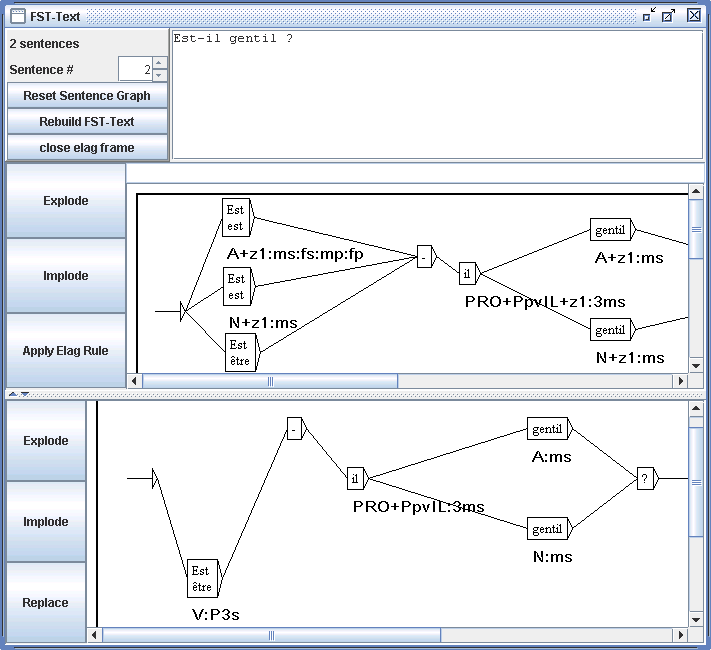 FST-Text
2 sentences
Sentence # 2
Reset Sentence Graph
Rebuild FST-Text
close elag frame
Est-il gentil ?
Explode
Implode
Apply Elag Rule
Est
est
A+z1:ms:fs:mp:fp
Est
est
N+z1:ms
Est
être
-
il
PRO+PpvIL+z1:3ms
gentil
A+z1:ms
gentil
N+z1:ms
Explode
Implode
Replace
Est
être
V:P3s
-
il
PRO+PpvIL:3ms
gentil
A:ms
gentil
N:ms
?